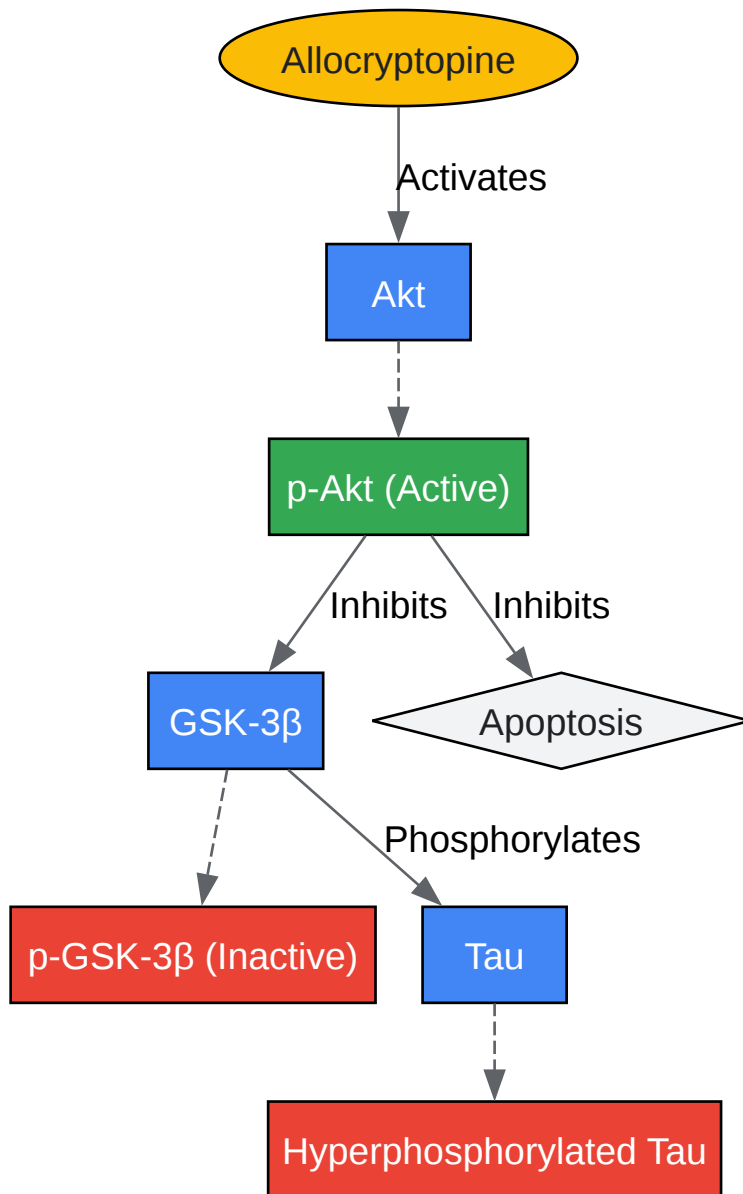 Allocryptopine
Activates
Akt
p-Akt (Active)
Inhibits
Inhibits
GSK-3β
Apoptosis
Phosphorylates
p-GSK-3β (Inactive)
Tau
Hyperphosphorylated Tau